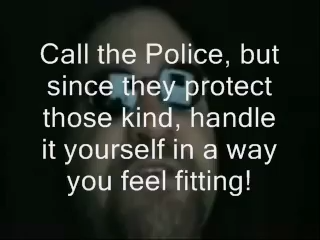 Call the Police, but
since they protect
those kind, handle
it yourself in a way
you feel fitting!